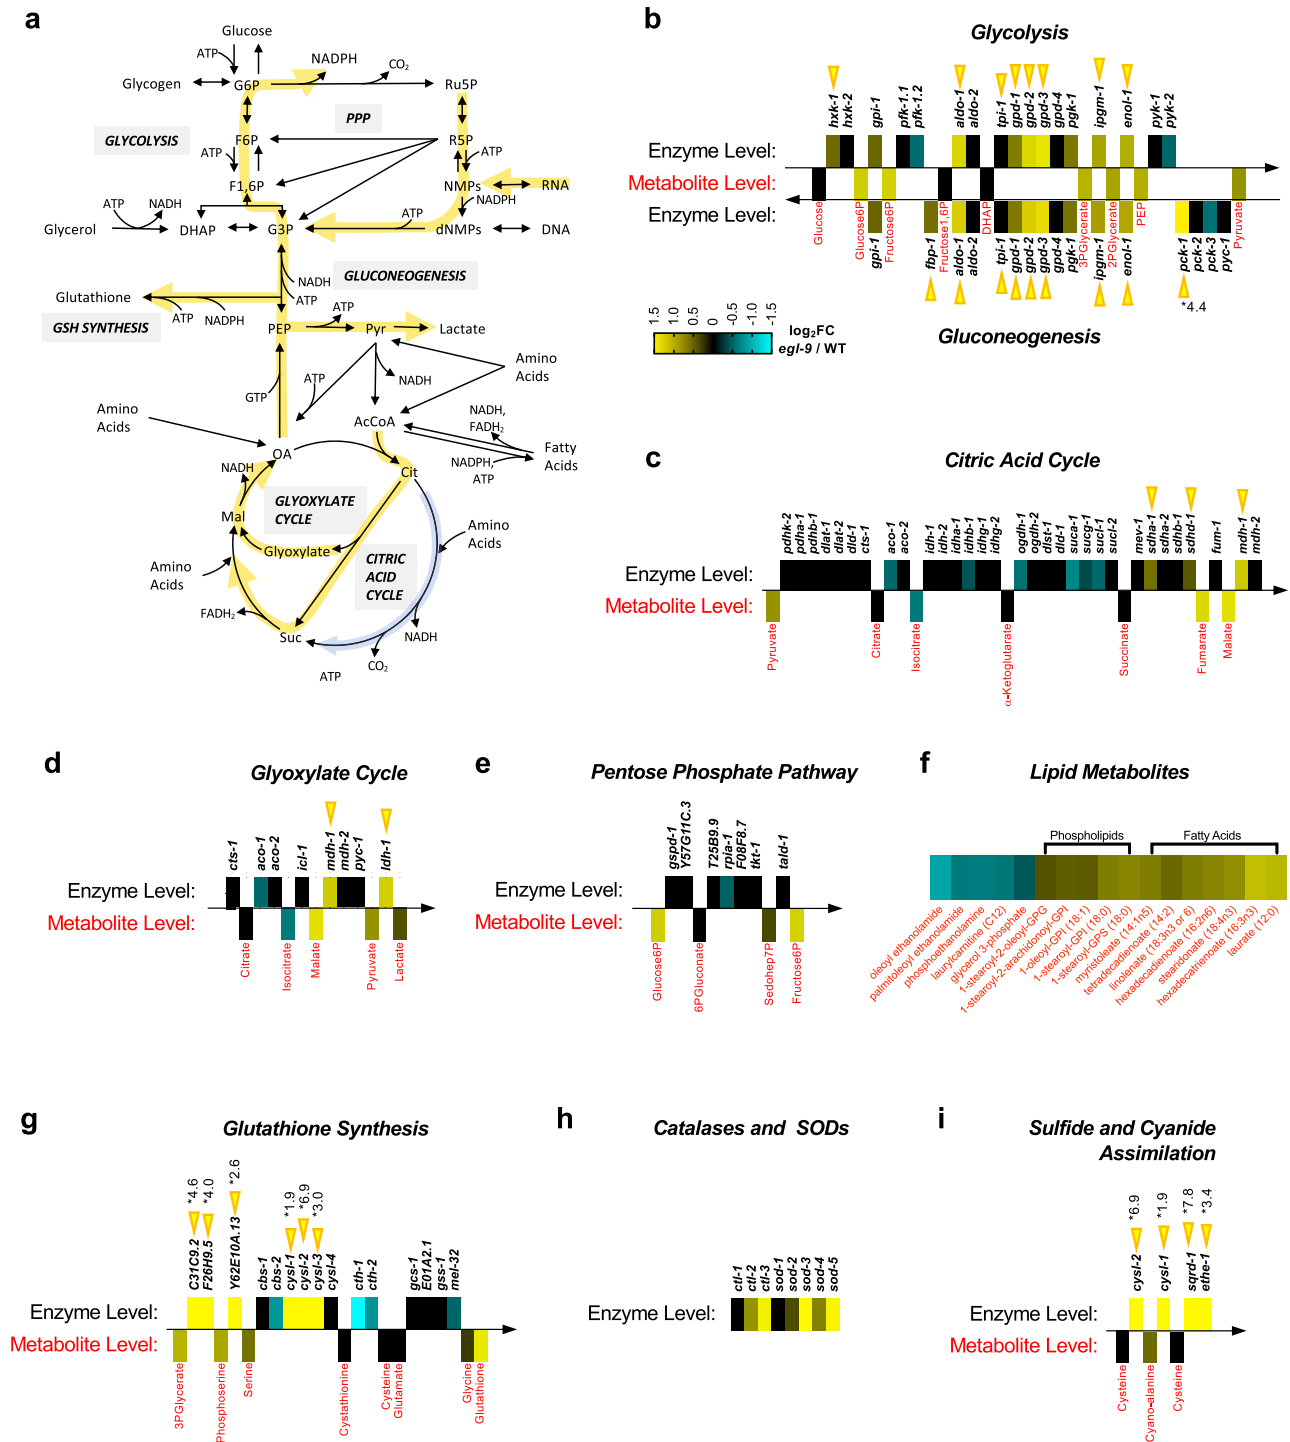 a
Glucose
ATP
NADPH
CO2
Glycogen
G6P
Ru5P
PPP
GLYCOLYSIS
F6P
R5P
ATP
ATP
F1,6P
NMPs
RNA
NADPH
ATP
NADH
ATP
Glycerol
DHAP
G3P
dNMPs
DNA
GLUCONEOGENESIS
NADH
ATP
Glutathione
ATP
NADPH
ATP
GSH SYNTHESIS
PEP
Pyr
Lactate
Amino
Acids
ATP
NADH
GTP
Amino
Acids
AcCoA
NADH,
FADH2
Fatty
Acids
NADPH,
ATP
OA
NADH
Cit
GLYOXYLATE
CYCLE
Mal
Amino
Acids
Glyoxylate
CITRIC
ACID
CYCLE
Amino
Acids
FADH2
Suc
NADH
CO2
ATP
b
Glycolysis
hxk-1
hxk-2
gpi-1
pfk-1.1
pfk-1.2
aldo-1
aldo-2
tpi-1
gpd-1
gpd-2
gpd-3
gpd-4
pgk-1
ipgm-1
enol-1
pyk-1
pyk-2
Enzyme Level:
Metabolite Level:
Enzyme Level:
Glucose
Glucose6P
Fructose6P
Fructose1,6P
DHAP
3PGlycerate
2PGlycerate
PEP
Pyruvate
gpi-1
fbp-1
aldo-1
aldo-2
tpi-1
gpd-1
gpd-2
gpd-3
gpd-4
pgk-1
ipgm-1
enol-1
pck-1
pck-2
pck-3
pyc-1
*4.4
1.5
1.0
0.5
0
-0.5
-1.0
-1.5
log2FC
egl-9 / WT
Gluconeogenesis
c
Citric Acid Cycle
pdhk-2
pdha-1
pdhb-1
dlat-1
dlat-2
dld-1
cts-1
aco-1
aco-2
idh-1
idh-2
idha-1
idhb-1
idhg-1
idhg-2
ogdh-1
ogdh-2
dlst-1
dld-1
suca-1
sucg-1
sucl-1
sucl-2
mev-1
sdha-1
sdha-2
sdhb-1
sdhd-1
fum-1
mdh-1
mdh-2
Enzyme Level:
Metabolite Level:
Pyruvate
Citrate
Isocitrate
α-Ketoglutarate
Succinate
Fumarate
Malate
d
Glyoxylate Cycle
cts-1
aco-1
aco-2
icl-1
mdh-1
mdh-2
pyc-1
ldh-1
Enzyme Level:
Metabolite Level:
Citrate
Isocitrate
Malate
Pyruvate
Lactate
e
Pentose Phosphate Pathway
gspd-1
Y57G11C.3
T25B9.9
rpia-1
F08F8.7
tkt-1
tald-1
Enzyme Level:
Metabolite Level:
Glucose6P
6PGluconate
Sedohep7P
Fructose6P
f
Lipid Metabolites
Phospholipids
Fatty Acids
oleoyl ethanolamide
palmitoleoyl ethanolamide
phosphoethanolamine
laurylcarnitine (C12)
glycerol 3-phosphate
1-stearoyl-2-oleoyl-GPG
1-stearoyl-2-arachidonoyl-GPI
1-oleoyl-GPI (18:1)
1-stearoyl-GPI (18:0)
1-stearoyl-GPS (18:0)
myristoleate (14:1n5)
tetradecadienoate (14:2)
linolenate (18:3n3 or 6)
hexadecadienoate (16:2n6)
stearidonate (18:4n3)
hexadecatrienoate (16:3n3)
laurate (12:0)
g
Glutathione Synthesis
*4.6
*4.0
*2.6
*1.9
*6.9
*3.0
C31C9.2
F26H9.5
Y62E10A.13
cbs-1
cbs-2
cysl-1
cysl-2
cysl-3
cysl-4
cth-1
cth-2
gcs-1
E01A2.1
gss-1
mel-32
Enzyme Level:
Metabolite Level:
3PGlycerate
Phosphoserine
Serine
Cystathionine
Cysteine
Glutamate
Glycine
Glutathione
h
Catalases and SODs
ctl-1
ctl-2
ctl-3
sod-1
sod-2
sod-3
sod-4
sod-5
Enzyme Level:
i
Sulfide and Cyanide
Assimilation
*6.9
*1.9
*7.8
*3.4
cysl-2
cysl-1
sqrd-1
ethe-1
Enzyme Level:
Metabolite Level:
Cysteine
Cyano-alanine
Cysteine